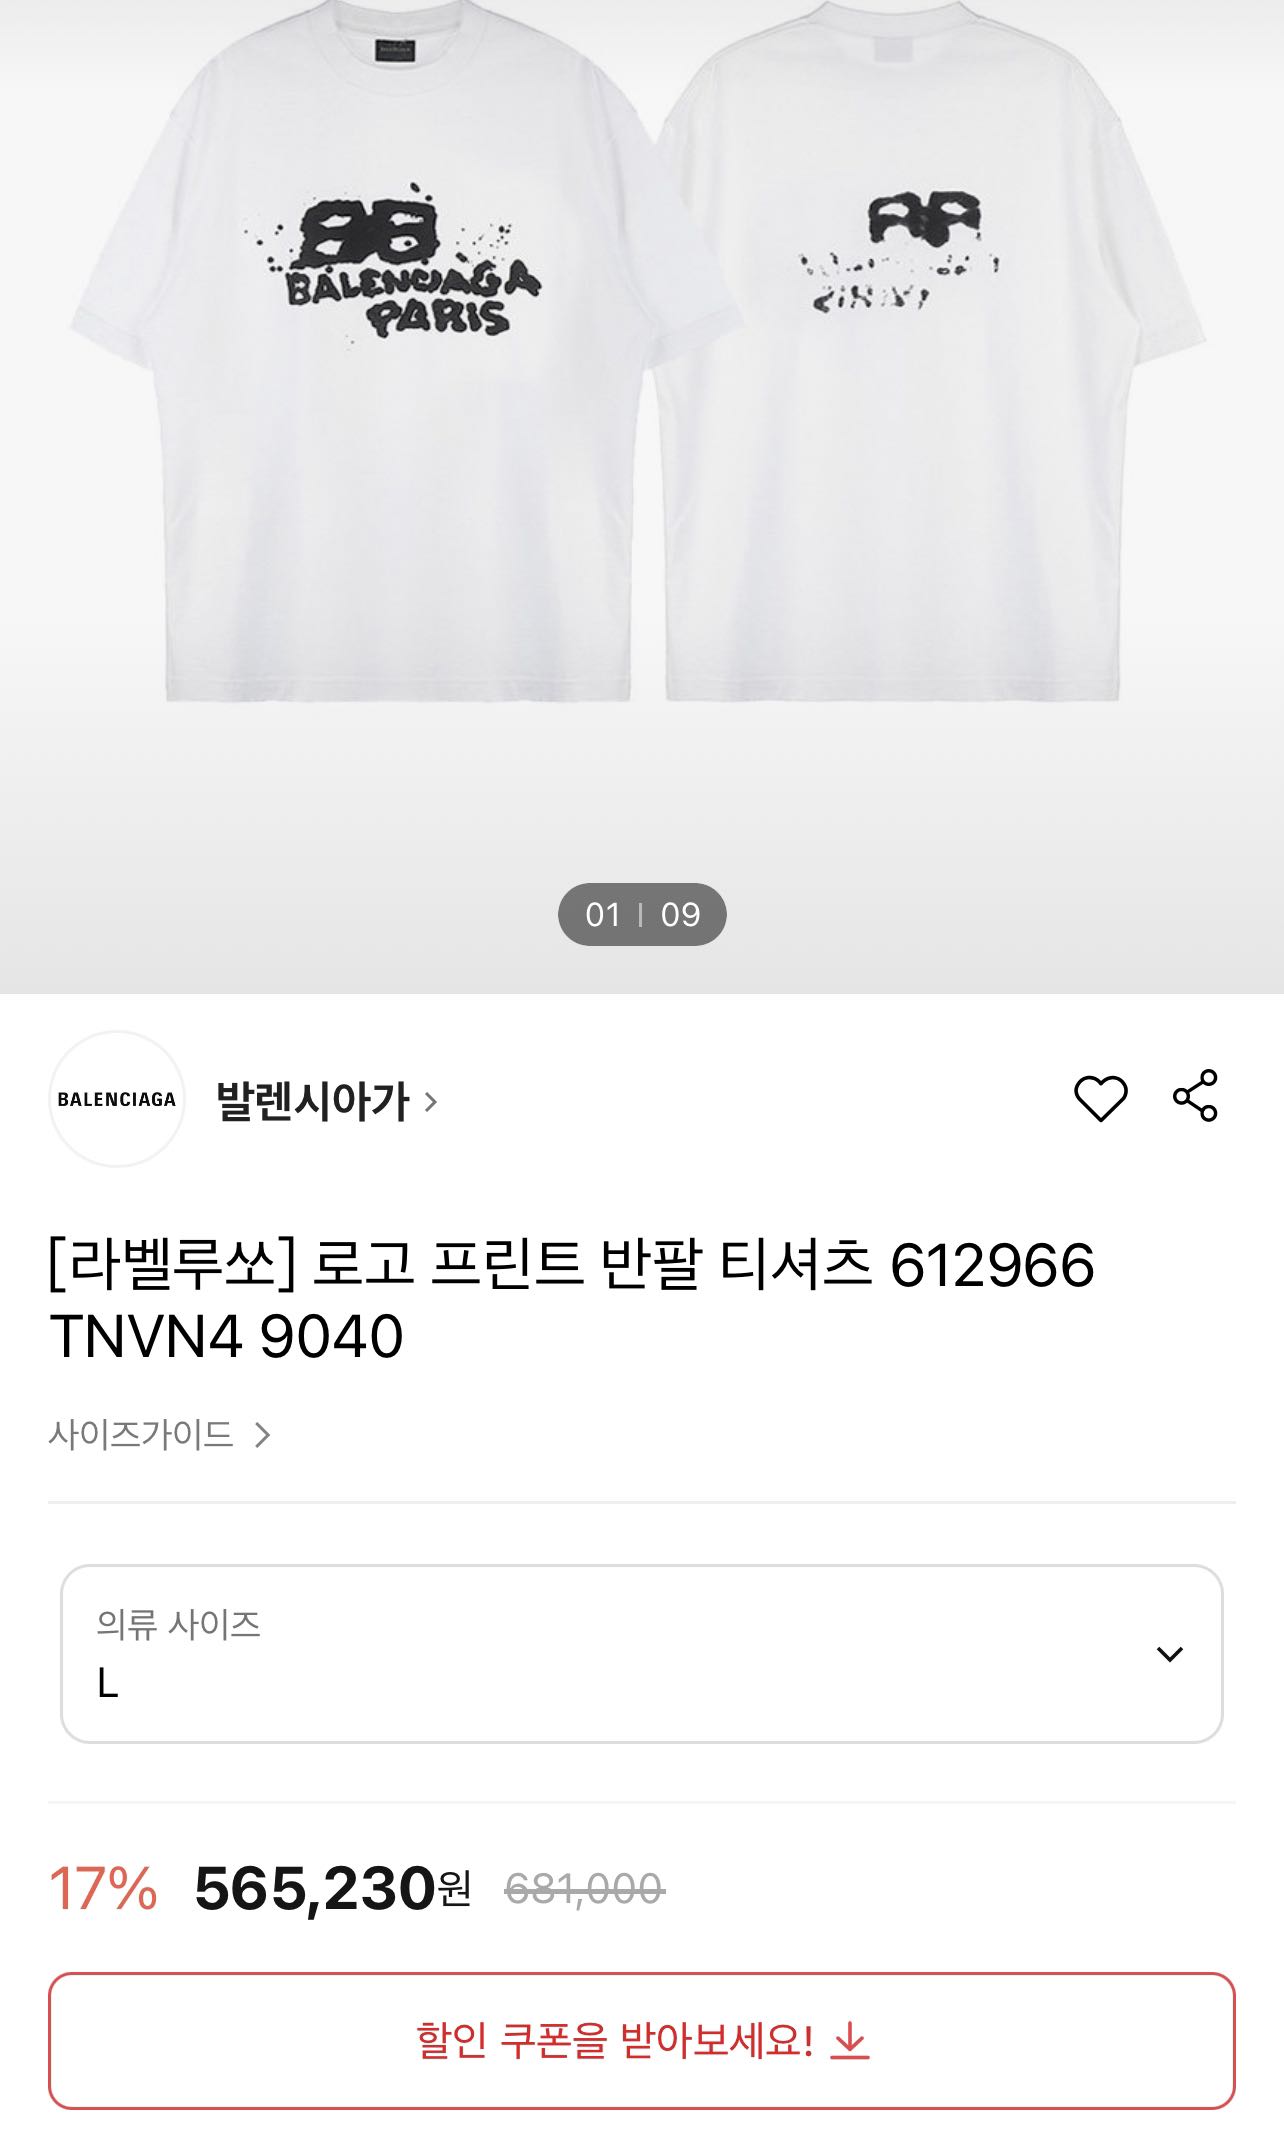 BALENCIAGA
PARIS
01 | 09
BALENCIAGA
발렌시아가
[라벨루쏘] 로고 프린트 반팔 티셔츠 612966
TNVN4 9040
사이즈가이드
의류 사이즈
L
17% 565,230원 681,000
할인 쿠폰을 받아보세요!